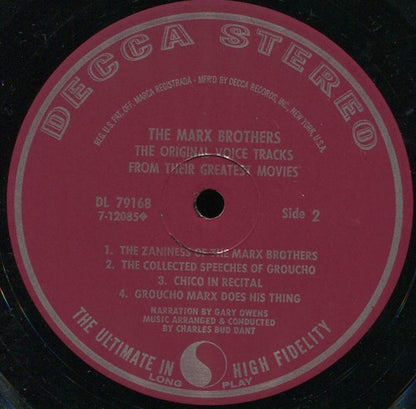 DECCA STEREO
REG. U.S. PAT. OFF.-MARCA REGISTRADA - MFR'D BY DECCA RECORDS, INC., NEW YORK, U.S.A.
THE MARX BROTHERS
THE ORIGINAL VOICE TRACKS
FROM THEIR GREATEST MOVIES
DL 79168
7-12085◆
Side 2
1. THE ZANINESS OF THE MARX BROTHERS
2. THE COLLECTED SPEECHES OF GROUCHO
3. CHICO IN RECITAL
4. GROUCHO MARX DOES HIS THING
NARRATION BY GARY OWENS
MUSIC ARRANGED & CONDUCTED
BY CHARLES BUD DANT
THE ULTIMATE IN HIGH FIDELITY
LONG PLAY